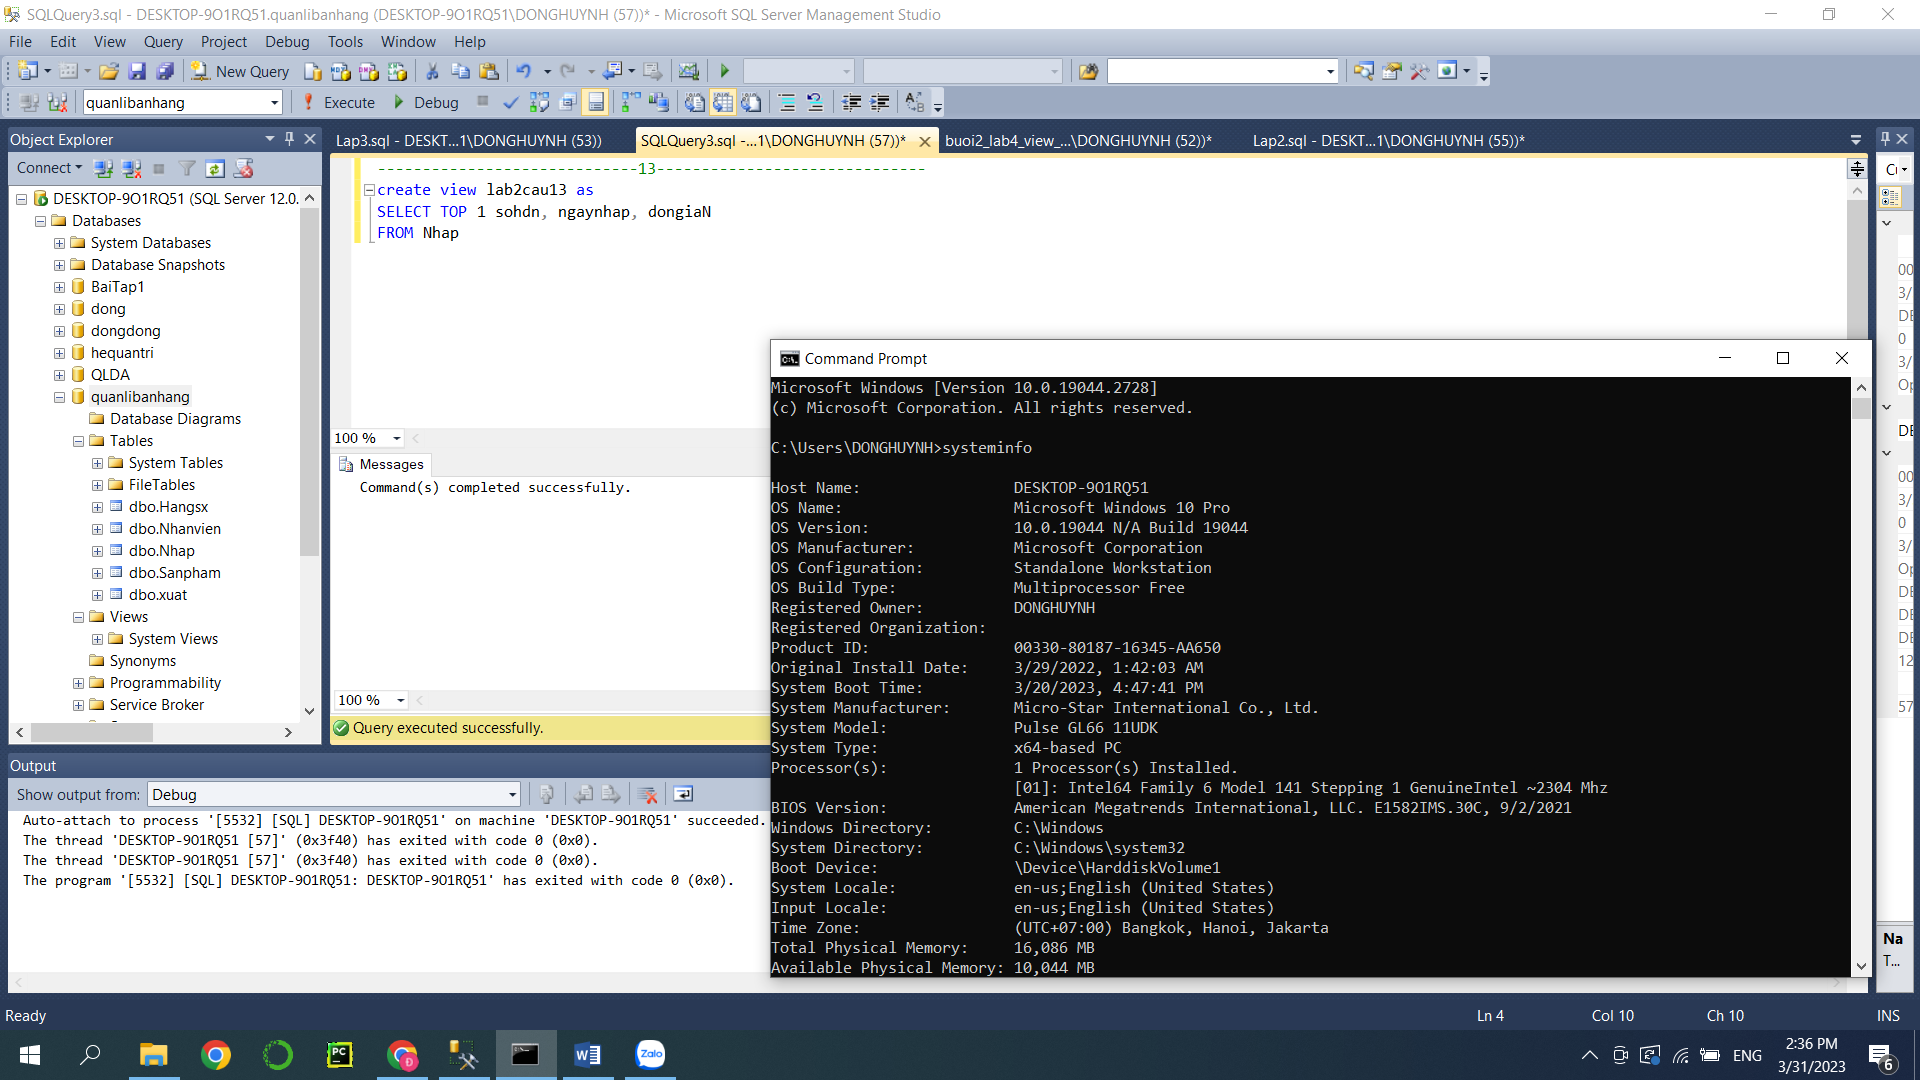 SQLQuery3.sql - DESKTOP-9O1RQ51.quanlibanhang (DESKTOP-9O1RQ51\DONGHUYNH (57))* - Microsoft SQL Server Management Studio
File Edit View Query Project Debug Tools Window Help
New Query
quanlibanhang Execute Debug
Object Explorer
Connect
DESKTOP-9O1RQ51 (SQL Server 12.0.
Databases
System Databases
Database Snapshots
BaiTap1
dong
dongdong
hequantri
QLDA
quanlibanhang
Database Diagrams
Tables
System Tables
FileTables
dbo.Hangsx
dbo.Nhanvien
dbo.Nhap
dbo.Sanpham
dbo.xuat
Views
System Views
Synonyms
Programmability
Service Broker
Lap3.sql - DESKT...1\DONGHUYNH (53)) SQLQuery3.sql -...1\DONGHUYNH (57))* buoi2_lab4_view_...\DONGHUYNH (52))* Lap2.sql - DESKT...1\DONGHUYNH (55))*
-----------------------------13------------------------------
create view lab2cau13 as
SELECT TOP 1 sohdn, ngaynhap, dongiaN
FROM Nhap
100 %
Messages
Command(s) completed successfully.
100 %
Query executed successfully.
Command Prompt
Microsoft Windows [Version 10.0.19044.2728]
(c) Microsoft Corporation. All rights reserved.
C:\Users\DONGHUYNH>systeminfo
Host Name: DESKTOP-9O1RQ51
OS Name: Microsoft Windows 10 Pro
OS Version: 10.0.19044 N/A Build 19044
OS Manufacturer: Microsoft Corporation
OS Configuration: Standalone Workstation
OS Build Type: Multiprocessor Free
Registered Owner: DONGHUYNH
Registered Organization:
Product ID: 00330-80187-16345-AA650
Original Install Date: 3/29/2022, 1:42:03 AM
System Boot Time: 3/20/2023, 4:47:41 PM
System Manufacturer: Micro-Star International Co., Ltd.
System Model: Pulse GL66 11UDK
System Type: x64-based PC
Processor(s): 1 Processor(s) Installed.
[01]: Intel64 Family 6 Model 141 Stepping 1 GenuineIntel ~2304 Mhz
BIOS Version: American Megatrends International, LLC. E1582IMS.30C, 9/2/2021
Windows Directory: C:\Windows
System Directory: C:\Windows\system32
Boot Device: \Device\HarddiskVolume1
System Locale: en-us;English (United States)
Input Locale: en-us;English (United States)
Time Zone: (UTC+07:00) Bangkok, Hanoi, Jakarta
Total Physical Memory: 16,086 MB
Available Physical Memory: 10,044 MB
Output
Show output from: Debug
Auto-attach to process '[5532] [SQL] DESKTOP-9O1RQ51' on machine 'DESKTOP-9O1RQ51' succeeded.
The thread 'DESKTOP-9O1RQ51 [57]' (0x3f40) has exited with code 0 (0x0).
The thread 'DESKTOP-9O1RQ51 [57]' (0x3f40) has exited with code 0 (0x0).
The program '[5532] [SQL] DESKTOP-9O1RQ51: DESKTOP-9O1RQ51' has exited with code 0 (0x0).
Na
T...
Ready Ln 4 Col 10 Ch 10 INS
PC
Zalo
ENG
2:36 PM
3/31/2023
6